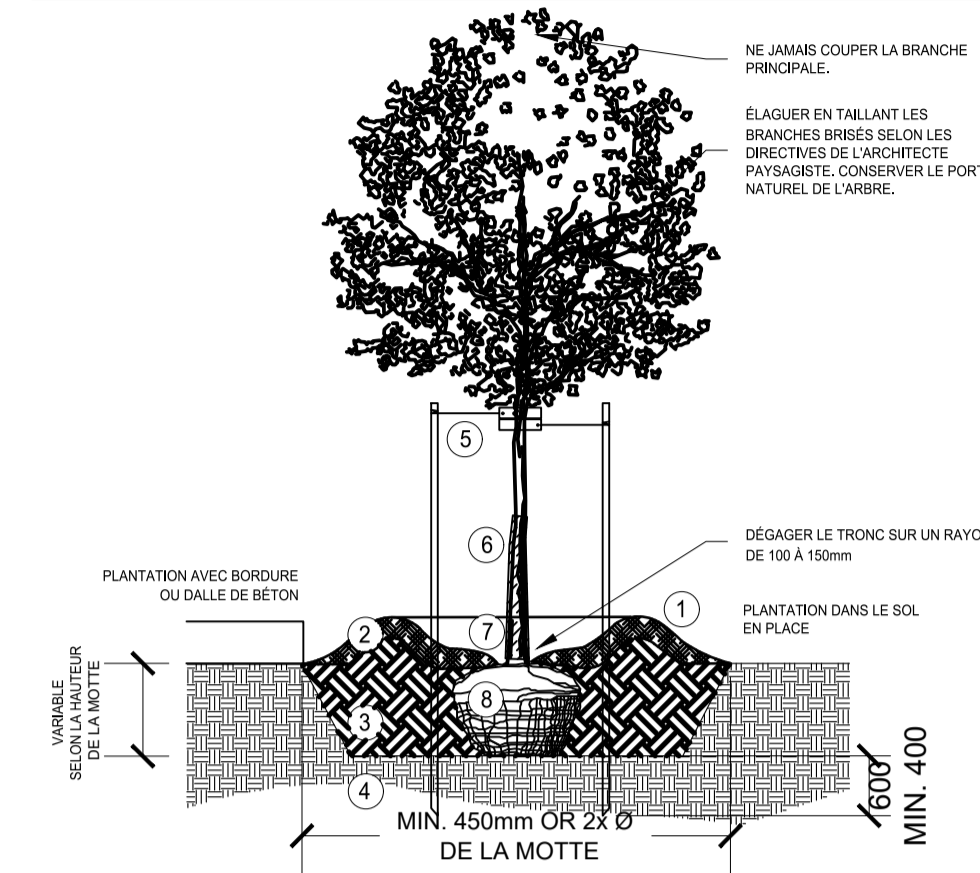 NE JAMAIS COUPER LA BRANCHE
PRINCIPALE.
ÉLAGUER EN TAILLANT LES
BRANCHES BRISÉS SELON LES
DIRECTIVES DE L'ARCHITECTE
PAYSAGISTE. CONSERVER LE PORT
NATUREL DE L'ARBRE.
5
6
DÉGAGER LE TRONC SUR UN RAYO
DE 100 À 150mm
PLANTATION AVEC BORDURE
OU DALLE DE BÉTON
1
PLANTATION DANS LE SOL
EN PLACE
2
7
8
VARIABLE
SELON LA HAUTEUR
DE LA MOTTE
3
4
600
MIN. 400
MIN. 450mm OR 2x Ø
DE LA MOTTE